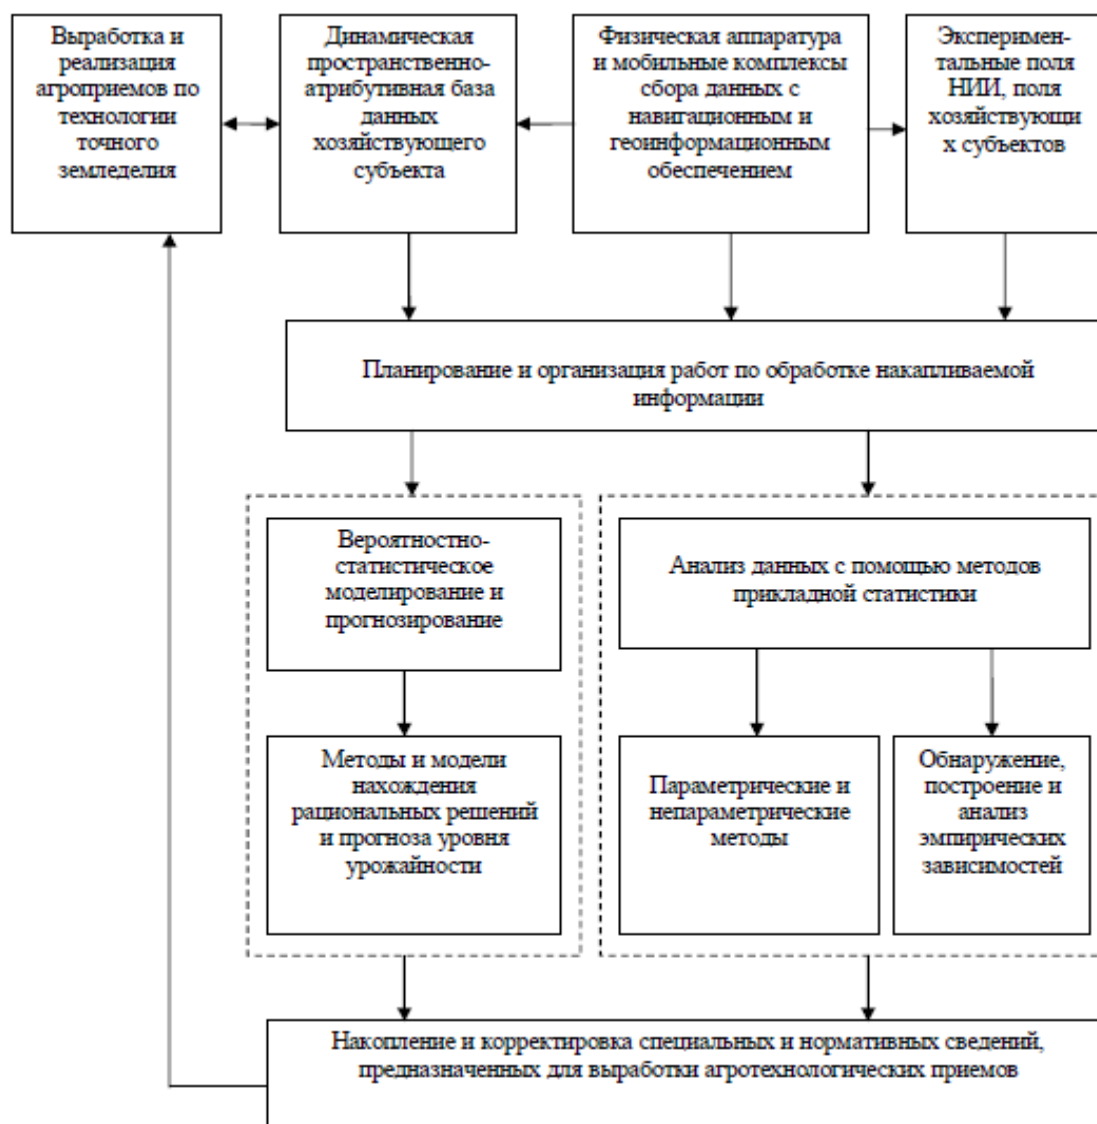 Выработка и
реализация
агроприемов по
технологии
точного
земледелия
Динамическая
пространственно-
атрибутивная база
данных
хозяйствующего
субъекта
Физическая аппаратура
и мобильные комплексы
сбора данных с
навигационным и
геоинформационным
обеспечением
Эксперимен-
тальные поля
НИИ, поля
хозяйствующи
х субъектов
Планирование и организация работ по обработке накапливаемой
информации
Вероятностно-
статистическое
моделирование и
прогнозирование
Анализ данных с помощью методов
прикладной статистики
Методы и модели
нахождения
рациональных решений
и прогноза уровня
урожайности
Параметрические и
непараметрические
методы
Обнаружение,
построение и
анализ
эмпирических
зависимостей
Накопление и корректировка специальных и нормативных сведений,
предназначенных для выработки агротехнологических приемов